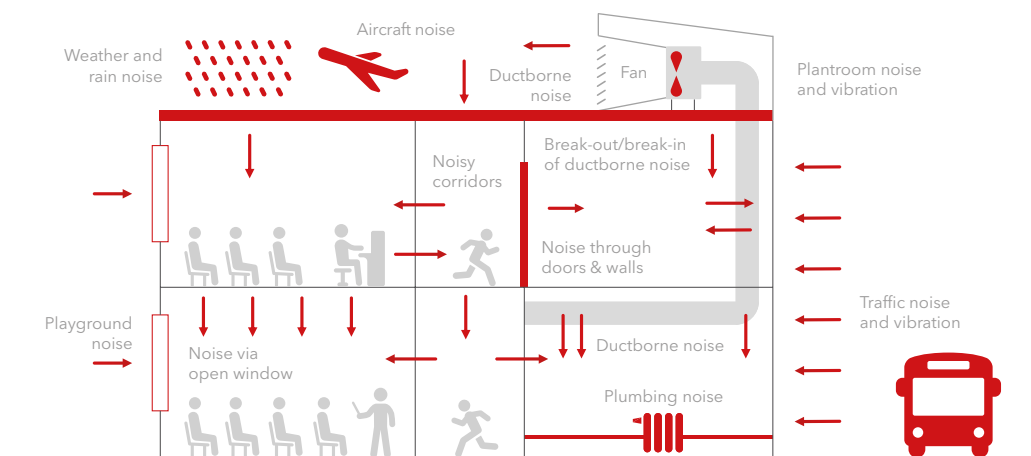 Aircraft noise
Weather and
rain noise
Ductborne
noise
Fan
Plantroom noise
and vibration
Break-out/break-in
of ductborne noise
Noisy
corridors
Noise through
doors & walls
Traffic noise
and vibration
Playground
noise
Noise via
open window
Ductborne noise
Plumbing noise